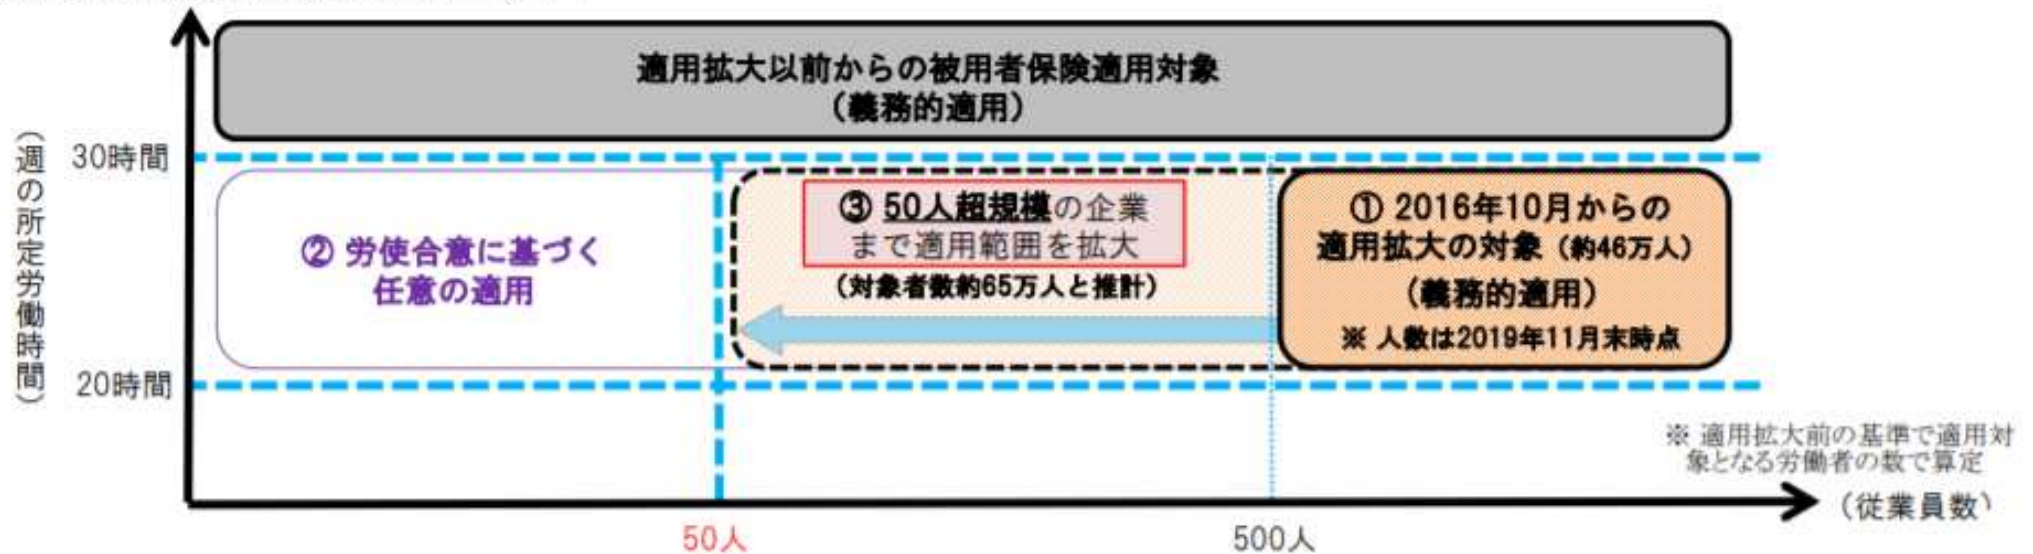 適用拡大以前からの被用者保険適用対象
（義務的適用）
（週の所定労働時間）
30時間
20時間
② 労使合意に基づく
任意の適用
③ 50人超規模の企業
まで適用範囲を拡大
（対象者数約65万人と推計）
① 2016年10月からの
適用拡大の対象（約46万人）
（義務的適用）
※ 人数は2019年11月末時点
※ 適用拡大前の基準で適用対
象となる労働者の数で算定
（従業員数）
50人
500人